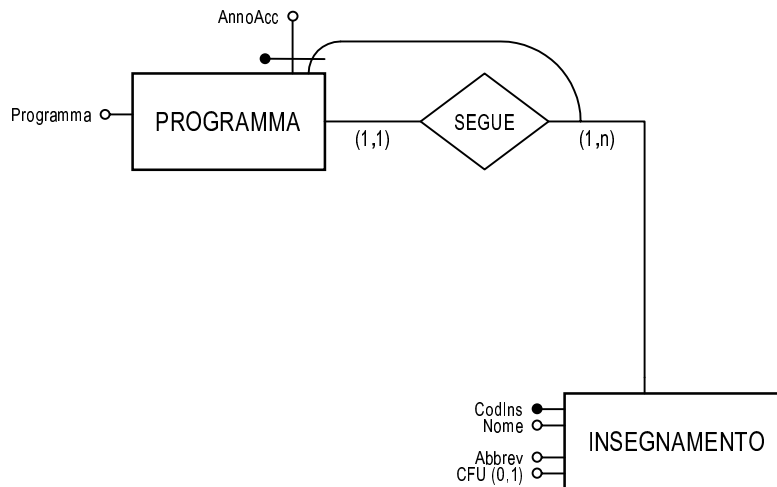 AnnoAcc
Programma
PROGRAMMA
SEGUE
(1,1)
(1,n)
CodIns
Nome
INSEGNAMENTO
Abbrev
CFU (0,1)